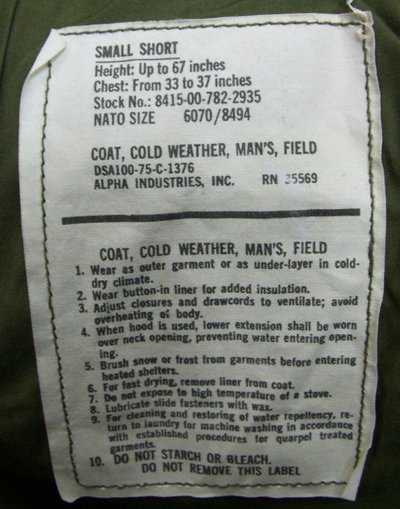 SMALL SHORT
Height: Up to 67 inches
Chest: From 33 to 37 inches
Stock No.: 8415-00-782-2935
NATO SIZE 6070/8494
COAT, COLD WEATHER, MAN'S, FIELD
DSA100-75-C-1376
ALPHA INDUSTRIES, INC. RN 35569
COAT, COLD WEATHER, MAN'S, FIELD
1. Wear as outer garment or as under-layer in cold-
dry climate.
2. Wear button-in liner for added insulation.
3. Adjust closures and drawcords to ventilate; avoid
overheating of body.
4. When hood is used, lower extension shall be worn
over neck opening, preventing water entering open-
ing.
5. Brush snow or frost from garments before entering
heated shelters.
6. For fast drying, remove liner from coat.
7. Do not expose to high temperature of a stove.
8. Lubricate slide fasteners with wax.
9. For cleaning and restoring of water repellency, re-
turn to laundry for machine washing in accordance
with established procedures for quarpel treated
garments.
10. DO NOT STARCH OR BLEACH.
DO NOT REMOVE THIS LABEL